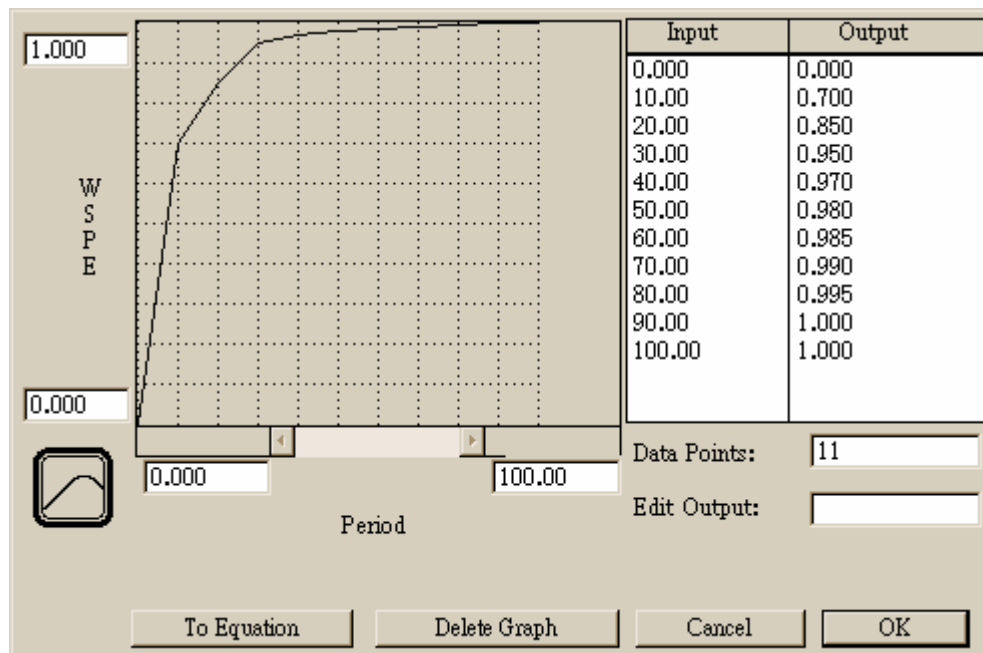 1.000
W
S
P
E
0.000
0.000 100.00
Period
Input Output
0.000 0.000
10.00 0.700
20.00 0.850
30.00 0.950
40.00 0.970
50.00 0.980
60.00 0.985
70.00 0.990
80.00 0.995
90.00 1.000
100.00 1.000
Data Points: 11
Edit Output:
To Equation Delete Graph Cancel OK